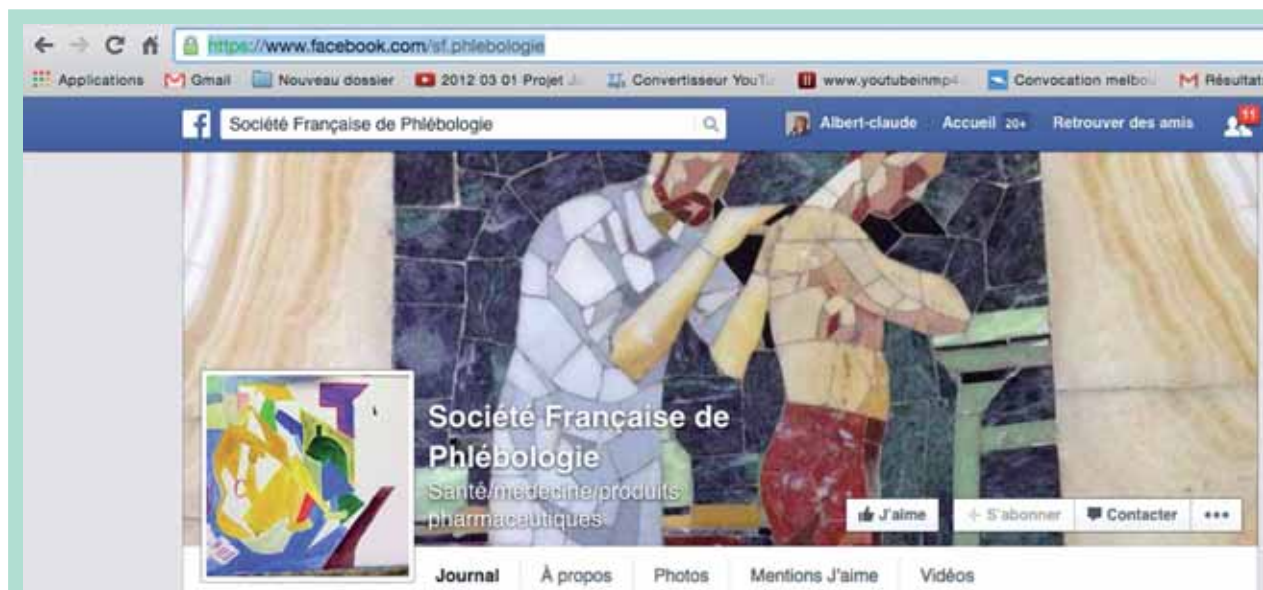 https://www.facebook.com/sf.phlebologie
Applications Gmail Nouveau dossier 2012 03 01 Projet Convertisseur YouTu www.youtubeinmp4 Convocation melbou Résultat
Société Française de Phlébologie Albert-claude Accueil 20+ Retrouver des amis 11
Société Française de
Phlébologie
Santé/médecine/produits
pharmaceutiques
J'aime + S'abonner Contacter •••
Journal À propos Photos Mentions J'aime Vidéos